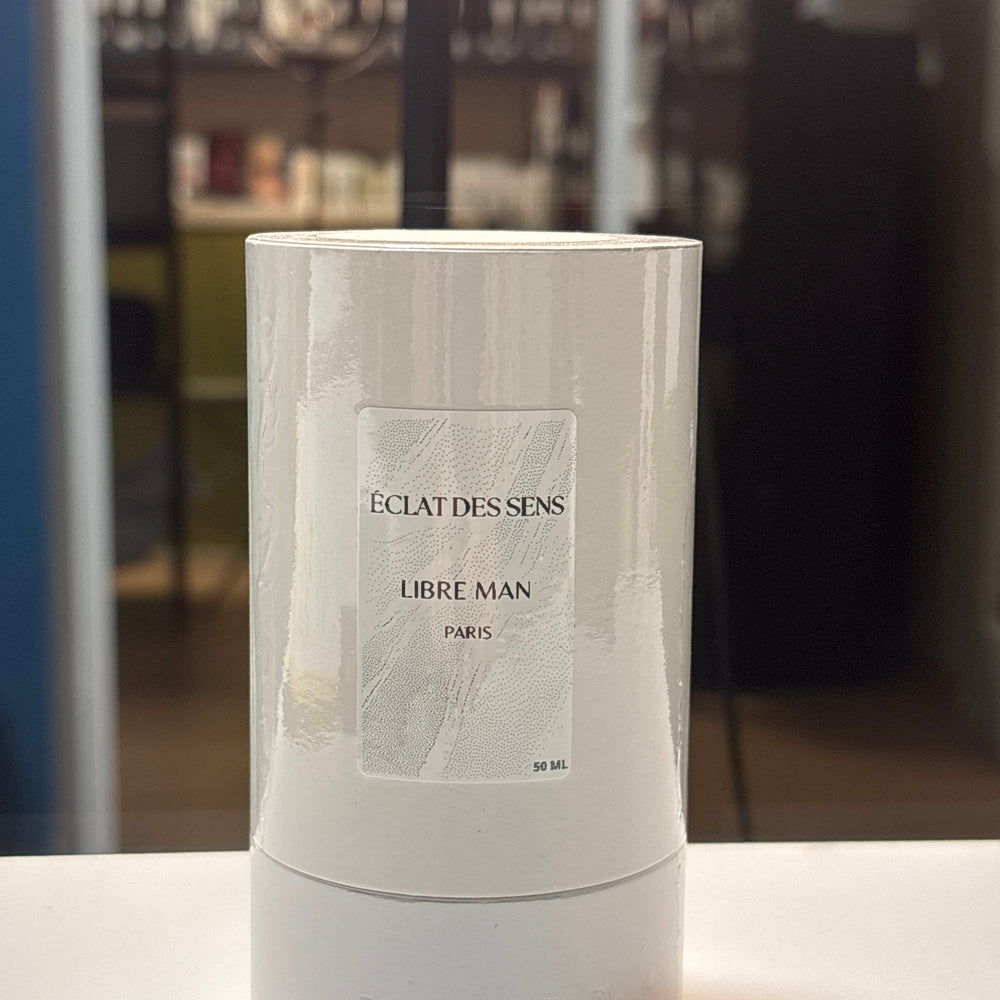 ÉCLAT DES SENS
LIBRE MAN
PARIS
50 ML